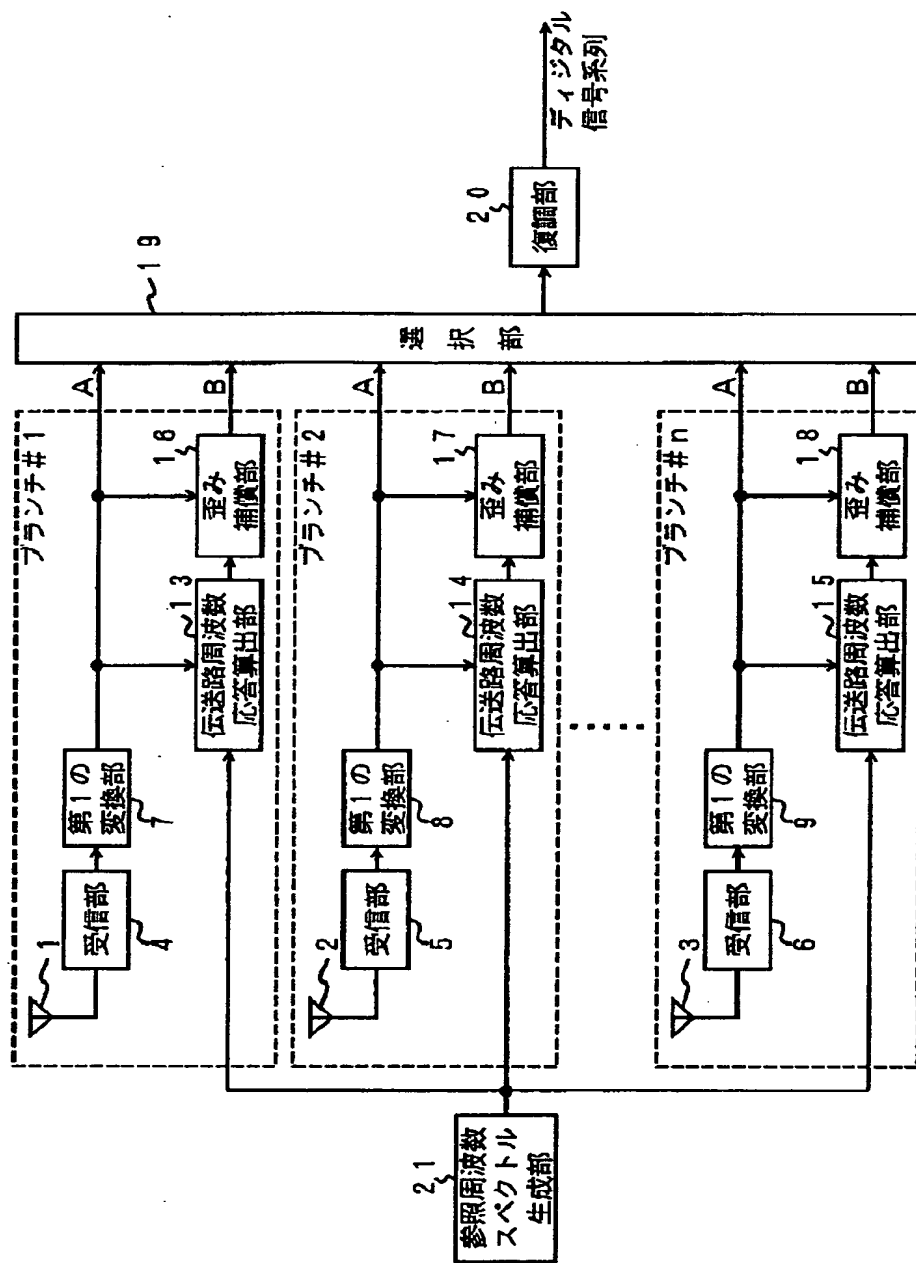 ブランチ#1
1
受信部
4
第1の
変換部
7
伝送路周波数
応答算出部
13
歪み
補償部
16
A
B
ブランチ#2
2
受信部
5
第1の
変換部
8
伝送路周波数
応答算出部
14
歪み
補償部
17
A
B
ブランチ#n
3
受信部
6
第1の
変換部
9
伝送路周波数
応答算出部
15
歪み
補償部
18
A
B
21
参照周波数
スペクトル
生成部
選択部
19
20
復調部
ディジタル
信号系列